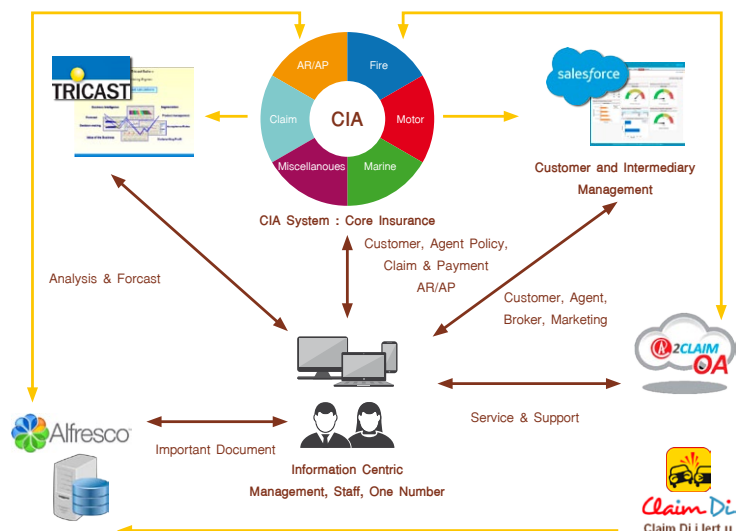 TRICAST
AR/AP
Fire
Claim
CIA
Motor
Miscellanoues
Marine
salesforce
CIA System : Core Insurance
Customer and Intermediary
Management
Customer, Agent Policy,
Claim & Payment
AR/AP
Analysis & Forcast
Customer, Agent,
Broker, Marketing
2CLAIM
OA
Service & Support
Alfresco
Important Document
Information Centric
Management, Staff, One Number
Claim Di